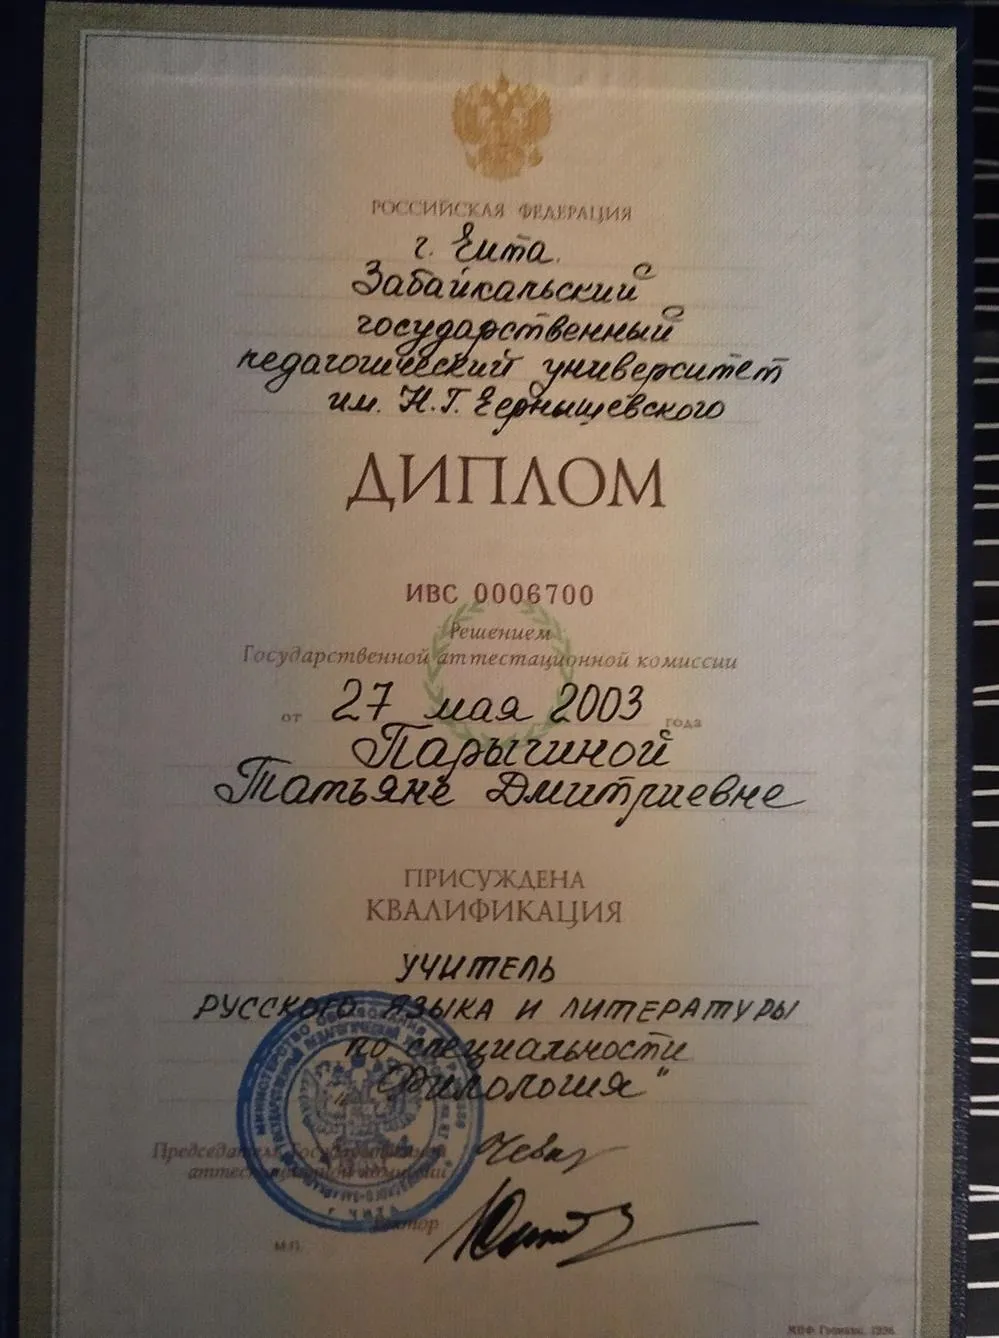 РОССИЙСКАЯ ФЕДЕРАЦИЯ
г. Чита.
Забайкальский
государственный
педагогический университет
им. Н.Г. Чернышевского
ДИПЛОМ
ИВС 0006700
Решением
Государственной аттестационной комиссии
от 27 мая 2003 года
Парыгиной
Татьяне Дмитриевне
ПРИСУЖДЕНА
КВАЛИФИКАЦИЯ
УЧИТЕЛЬ
РУССКОГО ЯЗЫКА И ЛИТЕРАТУРЫ
по специальности
"Филология"
Председатель Государственной
аттестационной комиссии
Ректор
М.П.